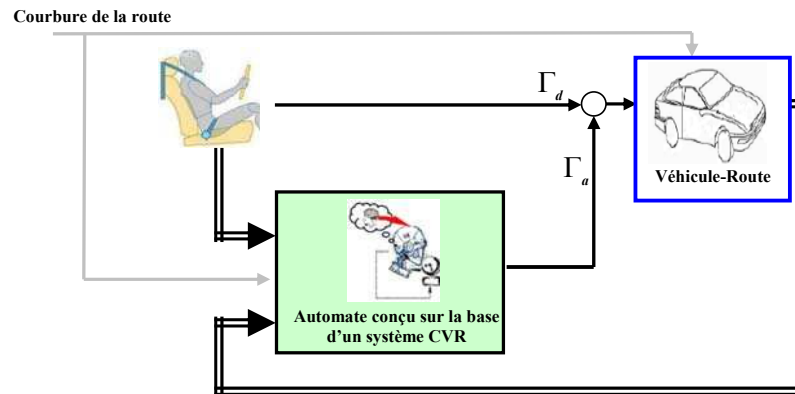 Courbure de la route
Γd
Γa
Véhicule-Route
Automate conçu sur la base
d'un système CVR